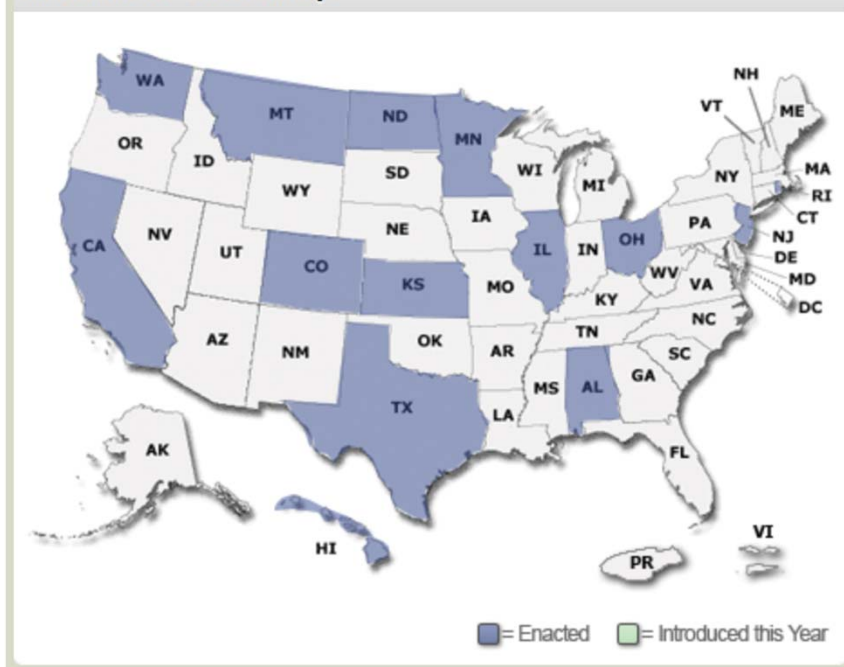 NH
WA
VT
ME
MT
ND
MN
OR
ID
WI
MI
NY
MA
RI
CT
WY
SD
IA
PA
NJ
NV
NE
IL
IN
OH
DE
CA
UT
CO
KS
MO
WV
VA
MD
KY
DC
AZ
NM
OK
AR
TN
NC
SC
TX
MS
AL
GA
LA
AK
FL
HI
VI
PR
= Enacted
= Introduced this Year